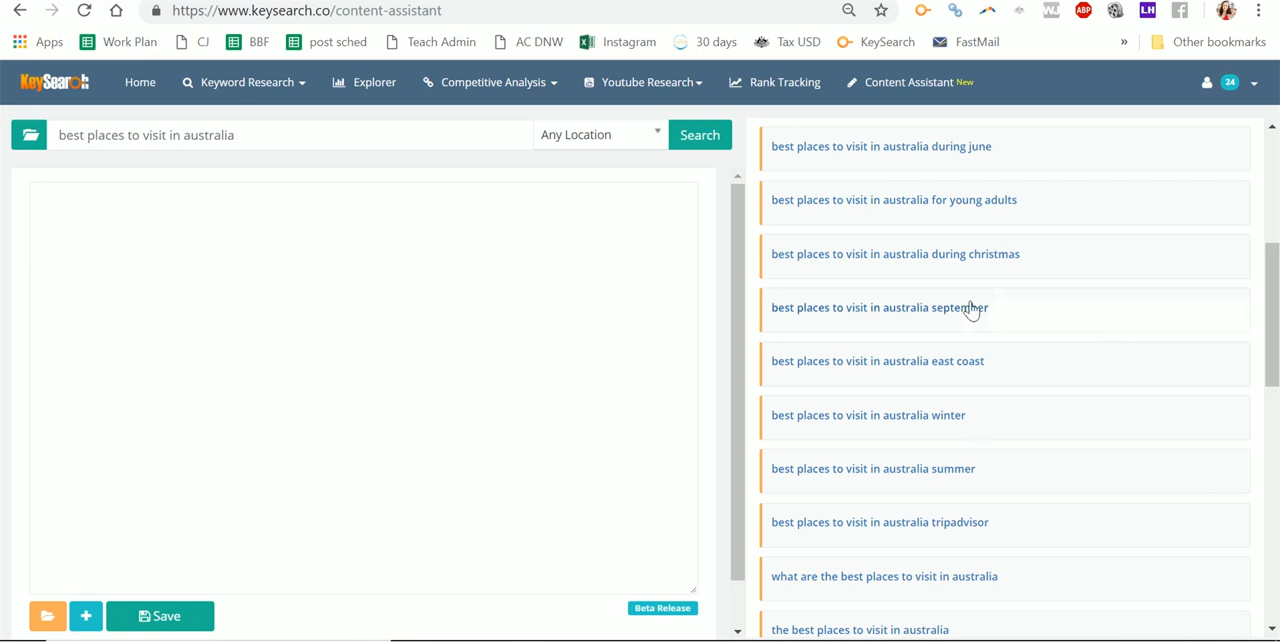 https://www.keysearch.co/content-assistant
ABP
LH
Apps
Work Plan
CJ
BBF
post sched
Teach Admin
AC DNW
Instagram
30 days
Tax USD
KeySearch
FastMail
»
Other bookmarks
KeySearch
Home
Keyword Research
Explorer
Competitive Analysis
Youtube Research
Rank Tracking
Content Assistant New
24
best places to visit in australia
Any Location
Search
best places to visit in australia during june
best places to visit in australia for young adults
best places to visit in australia during christmas
best places to visit in australia september
best places to visit in australia east coast
best places to visit in australia winter
best places to visit in australia summer
best places to visit in australia tripadvisor
what are the best places to visit in australia
the best places to visit in australia
Save
Beta Release